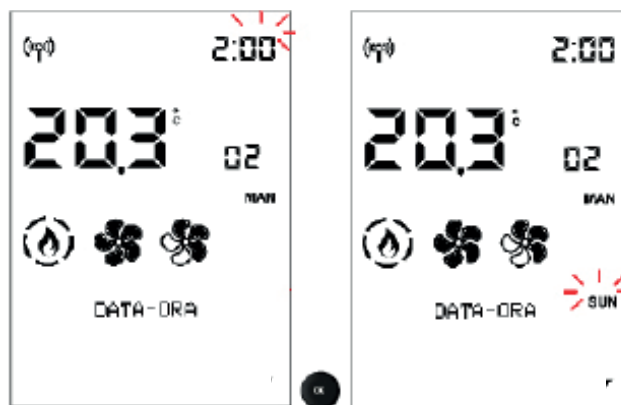 2:00
20.3 °C
02
MAN
DATA-ORA
OK
2:00
20.3 °C
02
MAN
SUN
DATA-ORA